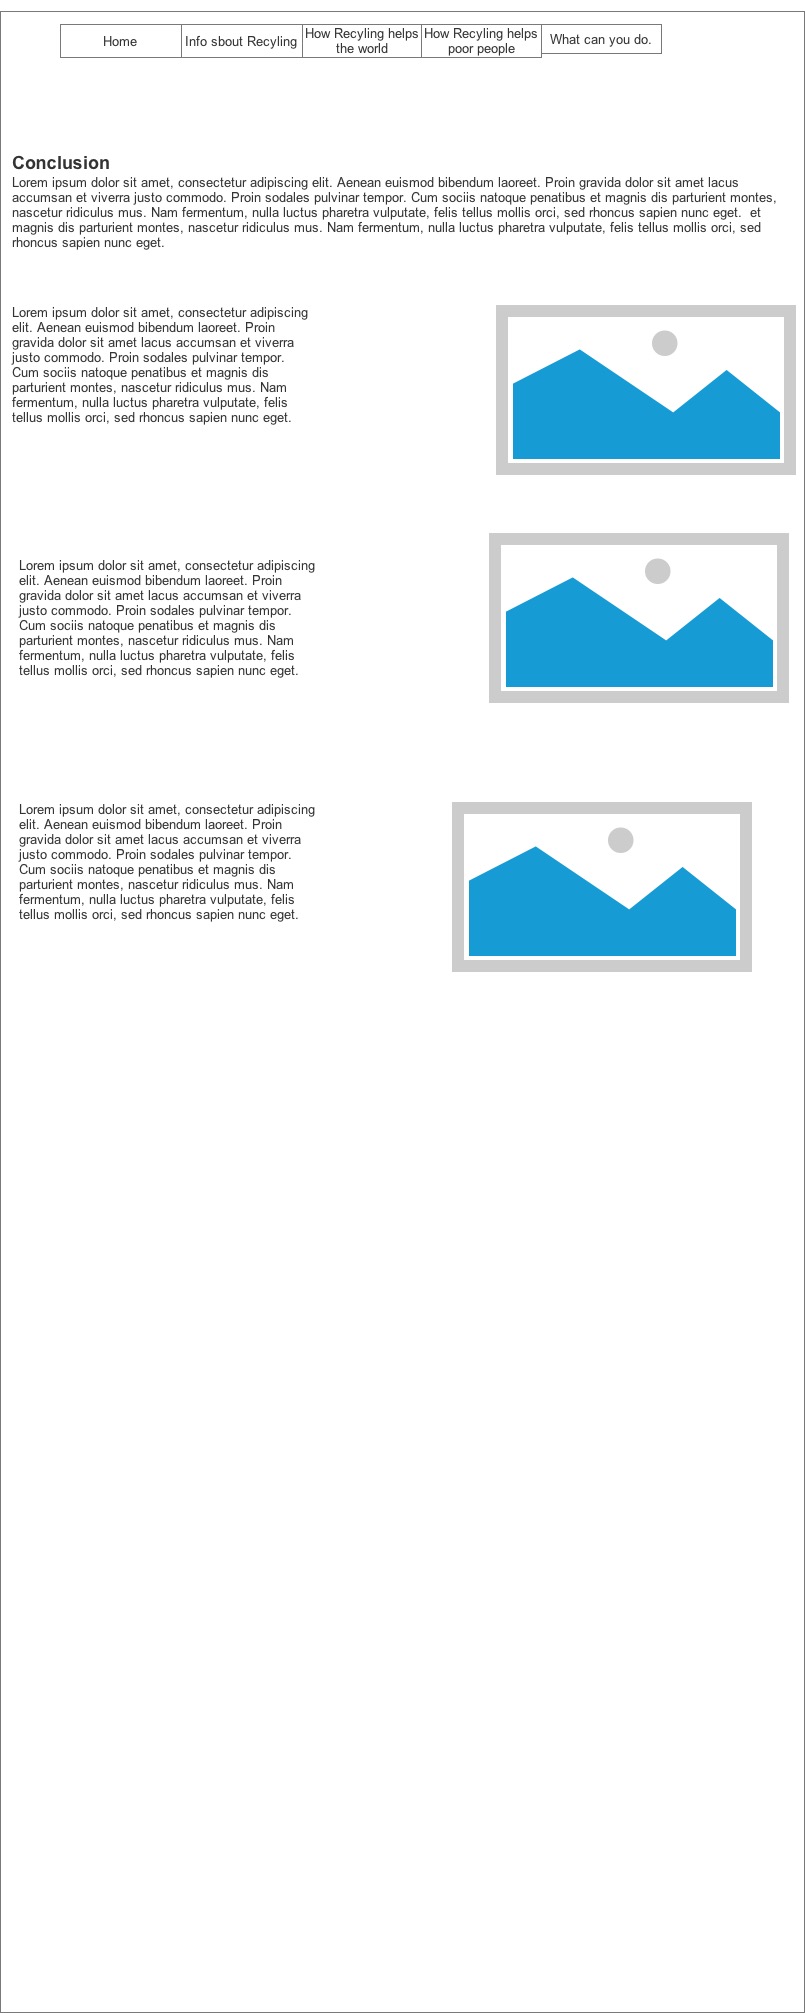 Home
Info sbout Recyling
How Recyling helps
the world
How Recyling helps
poor people
What can you do.
Conclusion
Lorem ipsum dolor sit amet, consectetur adipiscing elit. Aenean euismod bibendum laoreet. Proin gravida dolor sit amet lacus
accumsan et viverra justo commodo. Proin sodales pulvinar tempor. Cum sociis natoque penatibus et magnis dis parturient montes,
nascetur ridiculus mus. Nam fermentum, nulla luctus pharetra vulputate, felis tellus mollis orci, sed rhoncus sapien nunc eget.  et
magnis dis parturient montes, nascetur ridiculus mus. Nam fermentum, nulla luctus pharetra vulputate, felis tellus mollis orci, sed
rhoncus sapien nunc eget.
Lorem ipsum dolor sit amet, consectetur adipiscing
elit. Aenean euismod bibendum laoreet. Proin
gravida dolor sit amet lacus accumsan et viverra
justo commodo. Proin sodales pulvinar tempor.
Cum sociis natoque penatibus et magnis dis
parturient montes, nascetur ridiculus mus. Nam
fermentum, nulla luctus pharetra vulputate, felis
tellus mollis orci, sed rhoncus sapien nunc eget.
Lorem ipsum dolor sit amet, consectetur adipiscing
elit. Aenean euismod bibendum laoreet. Proin
gravida dolor sit amet lacus accumsan et viverra
justo commodo. Proin sodales pulvinar tempor.
Cum sociis natoque penatibus et magnis dis
parturient montes, nascetur ridiculus mus. Nam
fermentum, nulla luctus pharetra vulputate, felis
tellus mollis orci, sed rhoncus sapien nunc eget.
Lorem ipsum dolor sit amet, consectetur adipiscing
elit. Aenean euismod bibendum laoreet. Proin
gravida dolor sit amet lacus accumsan et viverra
justo commodo. Proin sodales pulvinar tempor.
Cum sociis natoque penatibus et magnis dis
parturient montes, nascetur ridiculus mus. Nam
fermentum, nulla luctus pharetra vulputate, felis
tellus mollis orci, sed rhoncus sapien nunc eget.